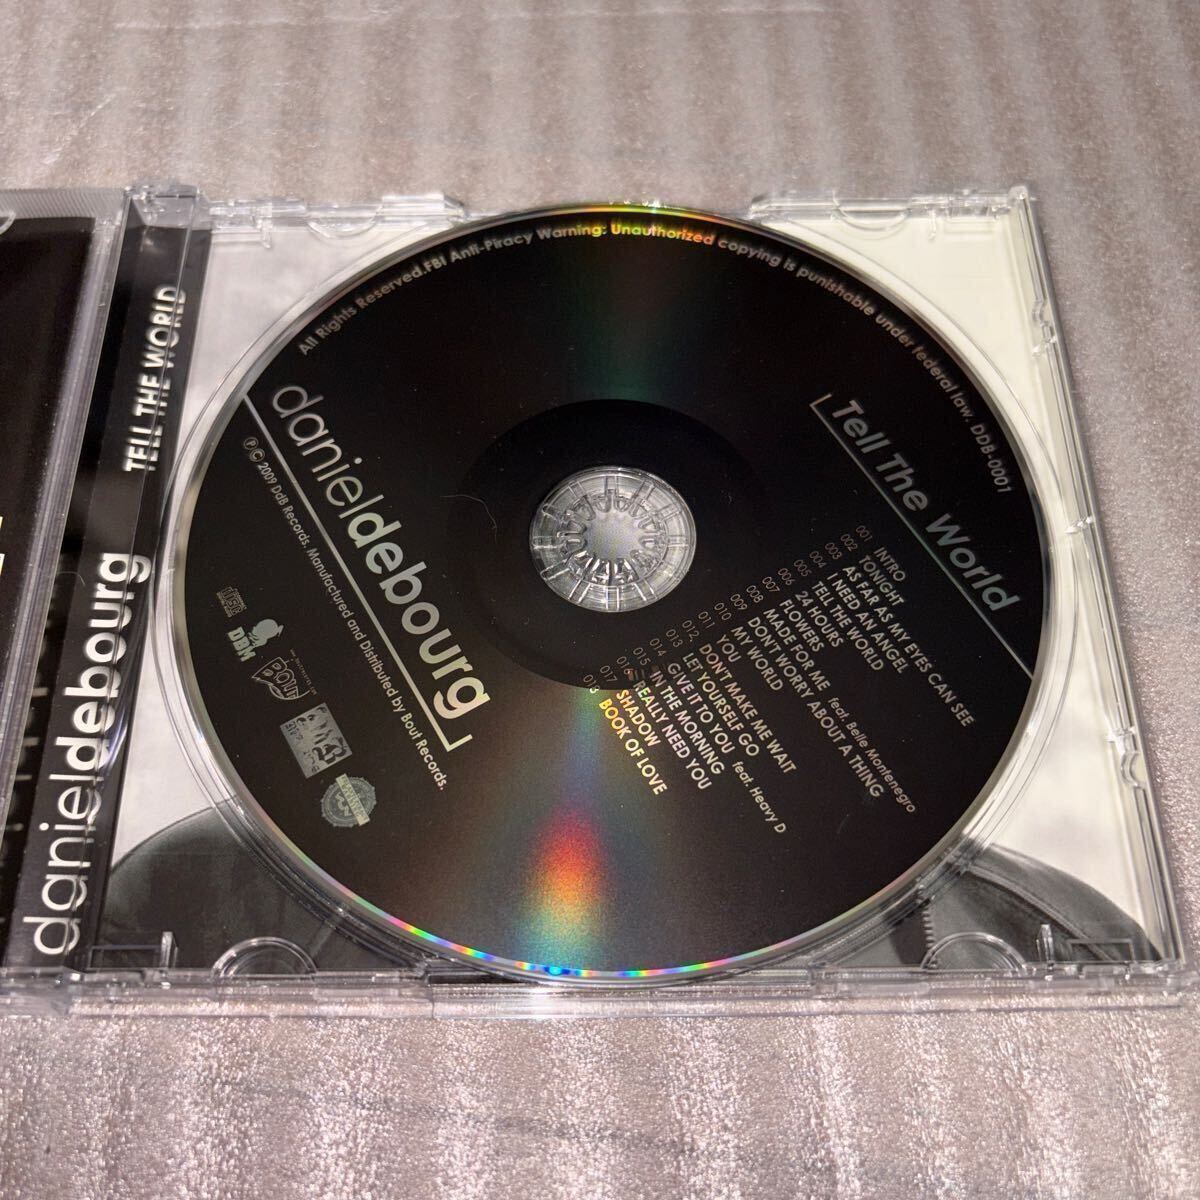 TELL THE WORLD
danieldebourg
All Rights Reserved.FBI Anti-Piracy Warning: Unauthorized copying is punishable under federal law. DDB-0001
danieldebourg
℗© 2009 DdB Records. Manufactured and Distributed by Bout Records.
DBM
Tell The World
001 INTRO
002 TONIGHT
003 AS FAR AS MY EYES CAN SEE
004 I NEED AN ANGEL
005 TELL THE WORLD
006 24 HOURS
007 FLOWERS
008 MADE FOR ME feat. Belle Montenegro
009 DON'T WORRY ABOUT A THING
010 MY WORLD
011 YOU
012 DON'T MAKE ME WAIT
013 LET YOURSELF GO
014 GIVE IT TO YOU feat. Heavy D
015 IN THE MORNING
016 REALLY NEED YOU
017 SHADOW
018 BOOK OF LOVE